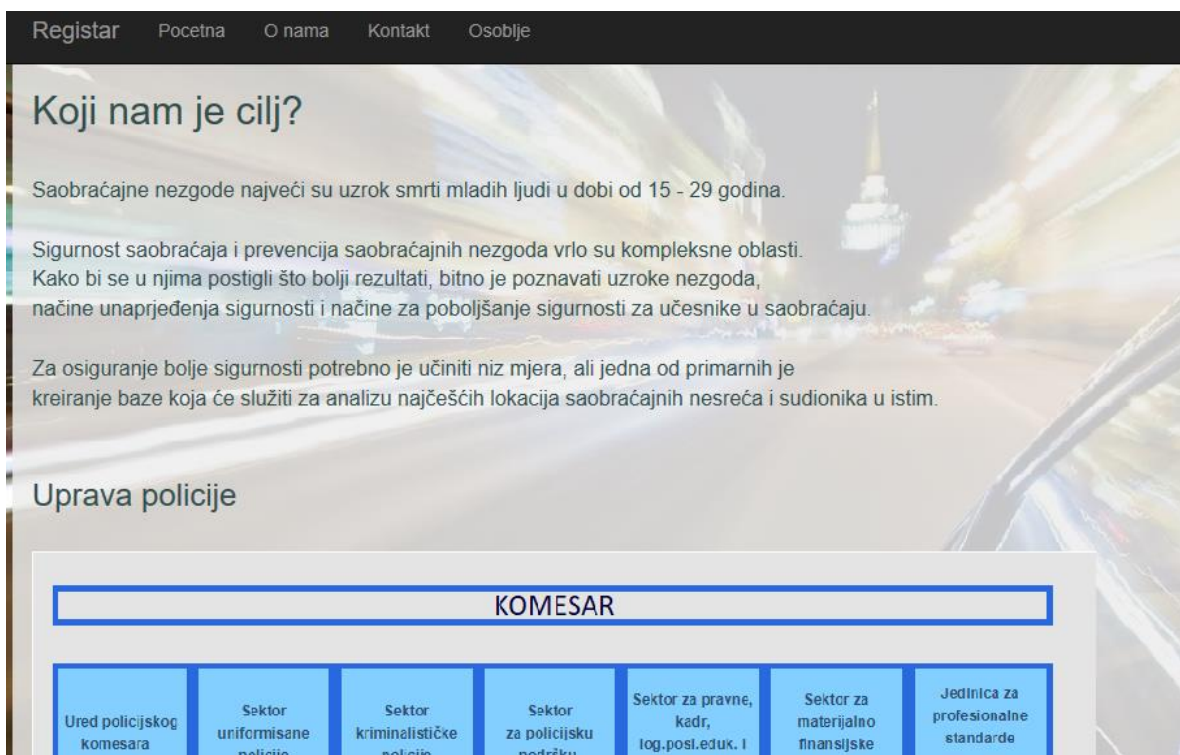 Registar Pocetna O nama Kontakt Osoblje
Koji nam je cilj?
Saobraćajne nezgode najveći su uzrok smrti mladih ljudi u dobi od 15 - 29 godina.
Sigurnost saobraćaja i prevencija saobraćajnih nezgoda vrlo su kompleksne oblasti.
Kako bi se u njima postigli što bolji rezultati, bitno je poznavati uzroke nezgoda,
načine unaprjeđenja sigurnosti i načine za poboljšanje sigurnosti za učesnike u saobraćaju.
Za osiguranje bolje sigurnosti potrebno je učiniti niz mjera, ali jedna od primarnih je
kreiranje baze koja će služiti za analizu najčešćih lokacija saobraćajnih nesreća i sudionika u istim.
Uprava policije
KOMESAR
Ured policijskog
komesara
Sektor
uniformisane
policije
Sektor
kriminalističke
policije
Sektor
za policijsku
podršku
Sektor za pravne,
kadr,
log.posl.eduk. I
Sektor za
materijalno
finansijske
Jedinica za
profesionalne
standarde